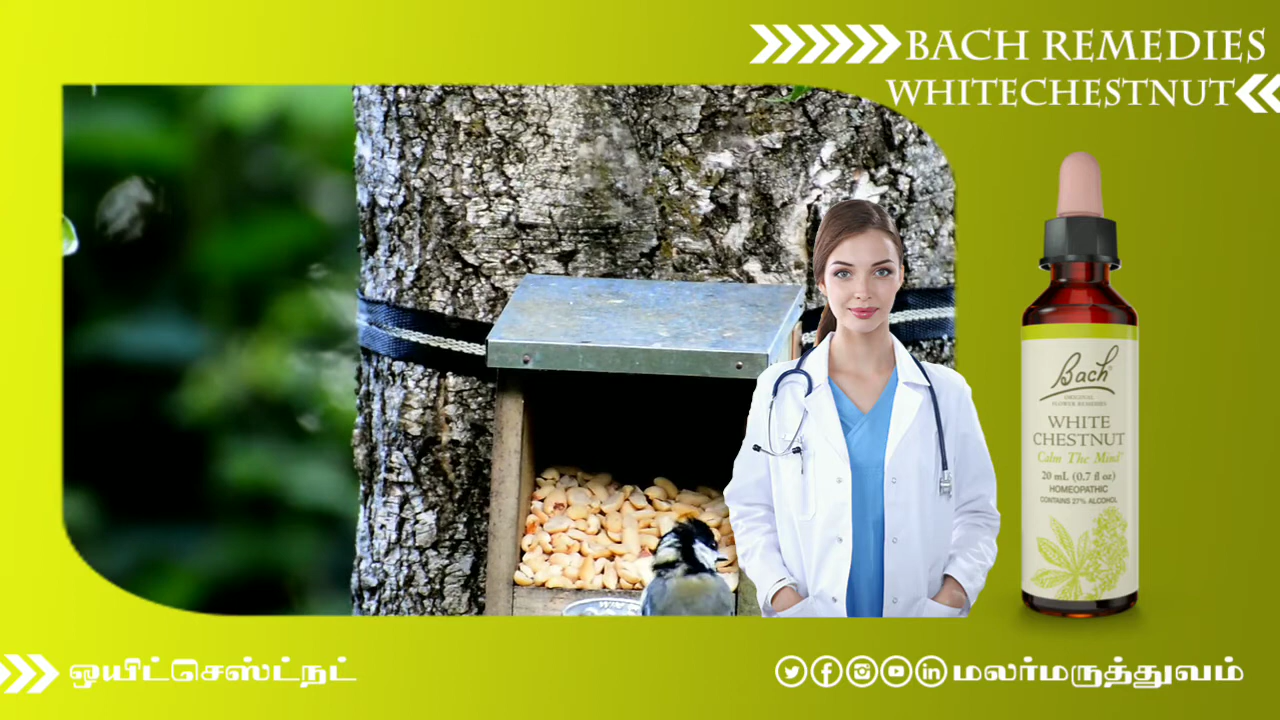 BACH REMEDIES
WHITECHESTNUT
Bach
ORIGINAL
FLOWER REMEDIES
WHITE
CHESTNUT
Calm The Mind
20 mL (0.7 fl oz)
HOMEOPATHIC
CONTAINS 27% ALCOHOL
ஒயிட்செஸ்ட்நட்
மலர்மருத்துவம்